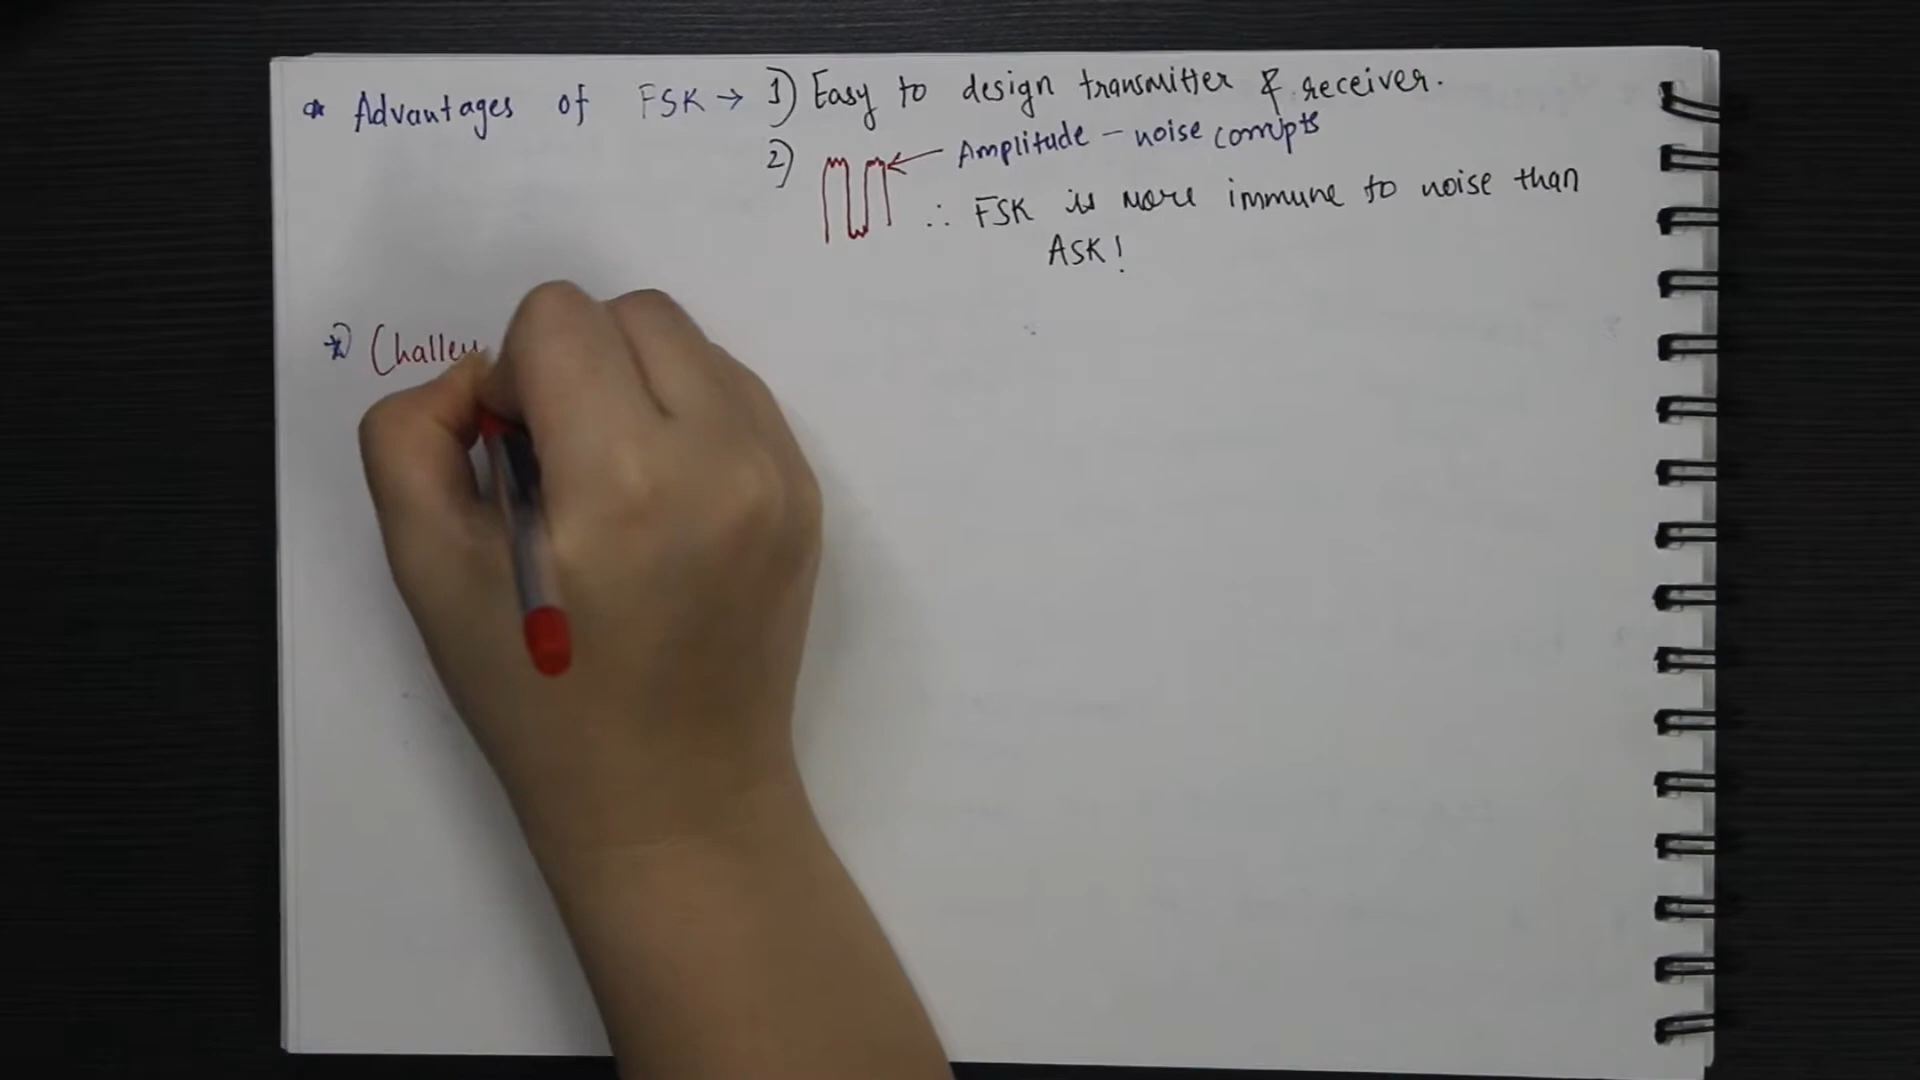 * Advantages of FSK → 1) Easy to design transmitter & receiver.
2) ← Amplitude - noise corrupts
∴ FSK is more immune to noise than
ASK!
* Challen